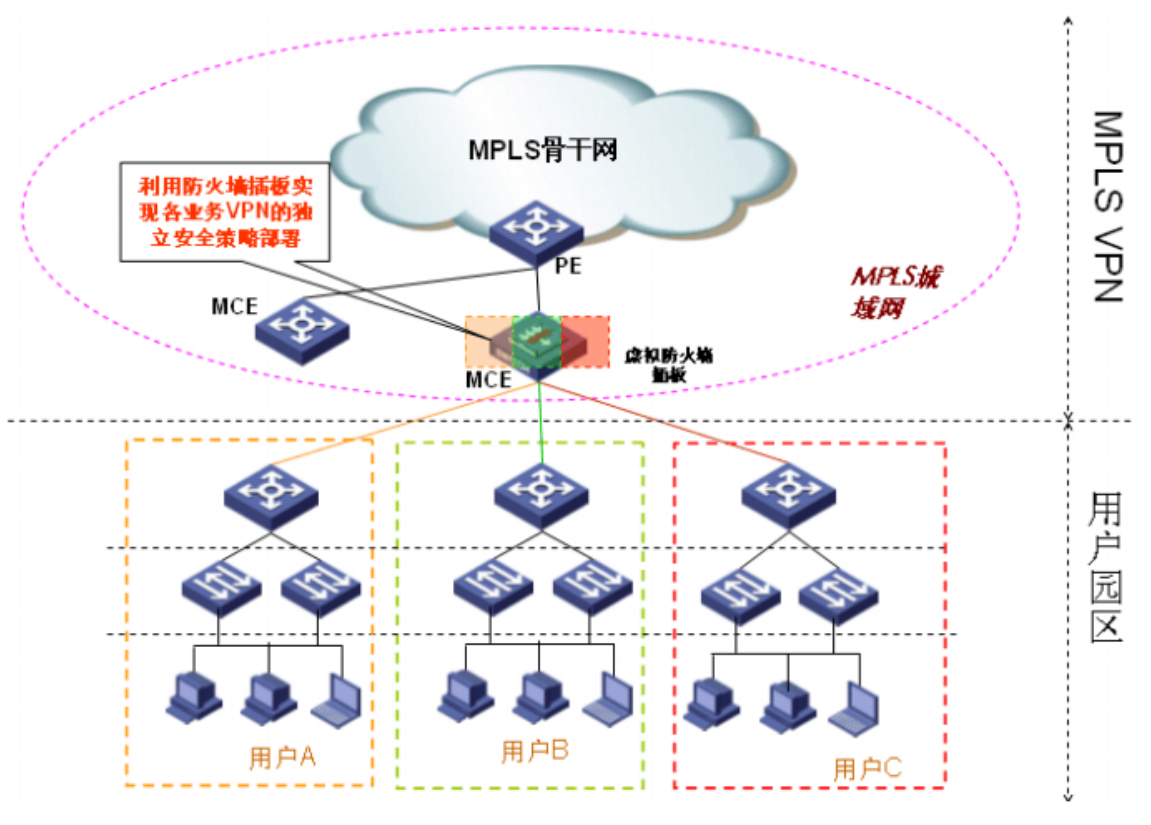 MPLS骨干网
利用防火墙插板实
现各业务VPN的独
立安全策略部署
PE
MPLS城
域网
MCE
虚拟防火墙
插板
MCE
MPLS VPN
用户园区
用户A
用户B
用户C